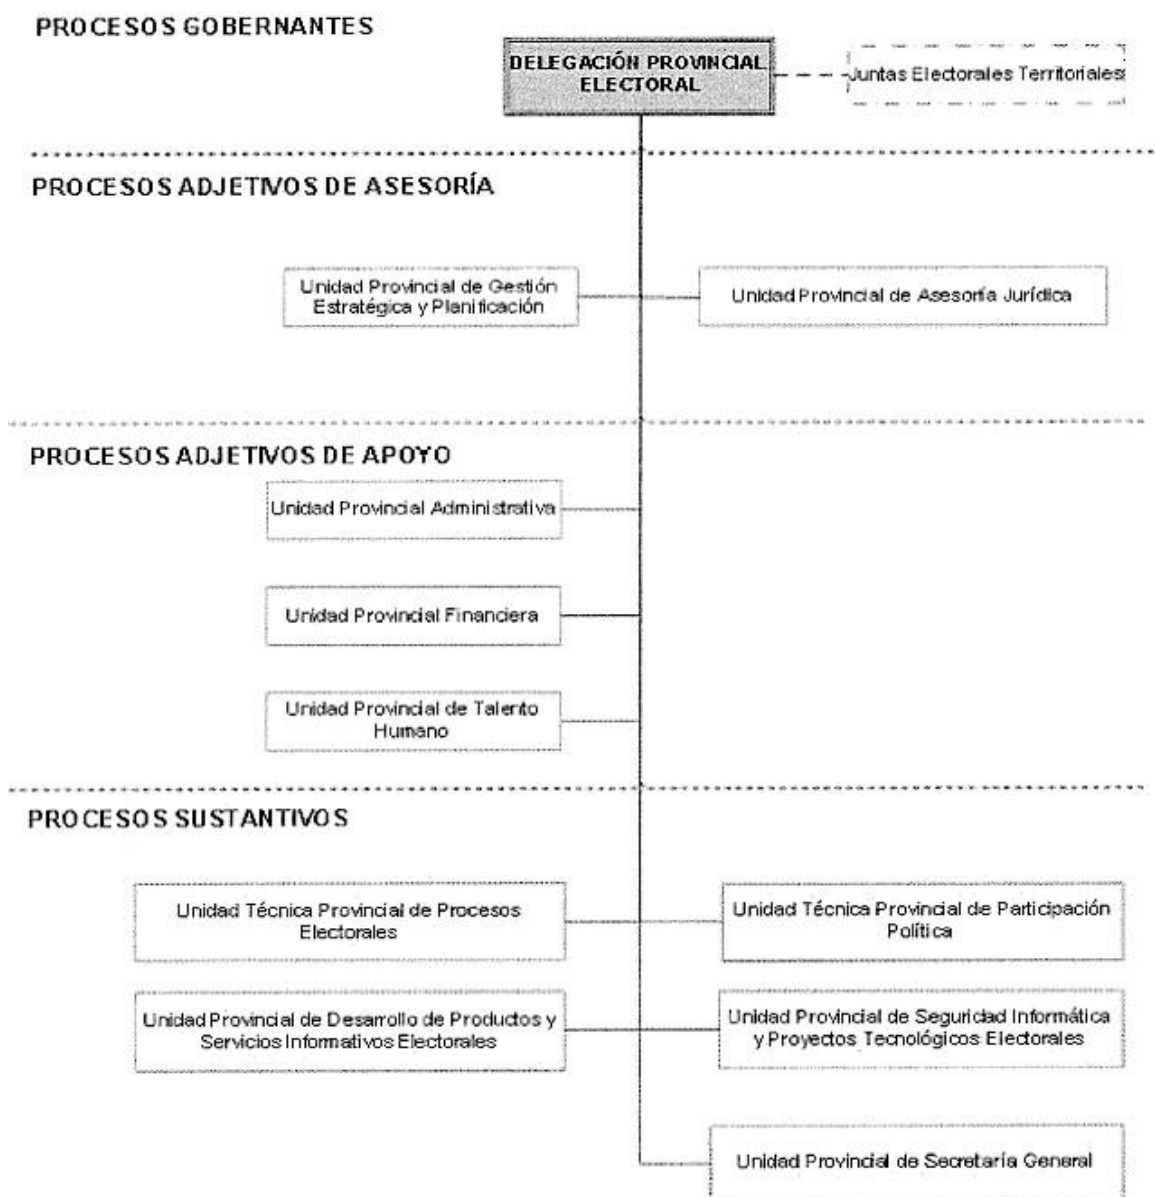 PROCESOS GOBERNANTES
DELEGACIÓN PROVINCIAL
ELECTORAL
Juntas Electorales Territoriales
PROCESOS ADJETIVOS DE ASESORÍA
Unidad Provincial de Gestión
Estratégica y Planificación
Unidad Provincial de Asesoría Jurídica
PROCESOS ADJETIVOS DE APOYO
Unidad Provincial Administrativa
Unidad Provincial Financiera
Unidad Provincial de Talento
Humano
PROCESOS SUSTANTIVOS
Unidad Técnica Provincial de Procesos
Electorales
Unidad Técnica Provincial de Participación
Política
Unidad Provincial de Desarrollo de Productos y
Servicios Informativos Electorales
Unidad Provincial de Seguridad Informática
y Proyectos Tecnológicos Electorales
Unidad Provincial de Secretaría General